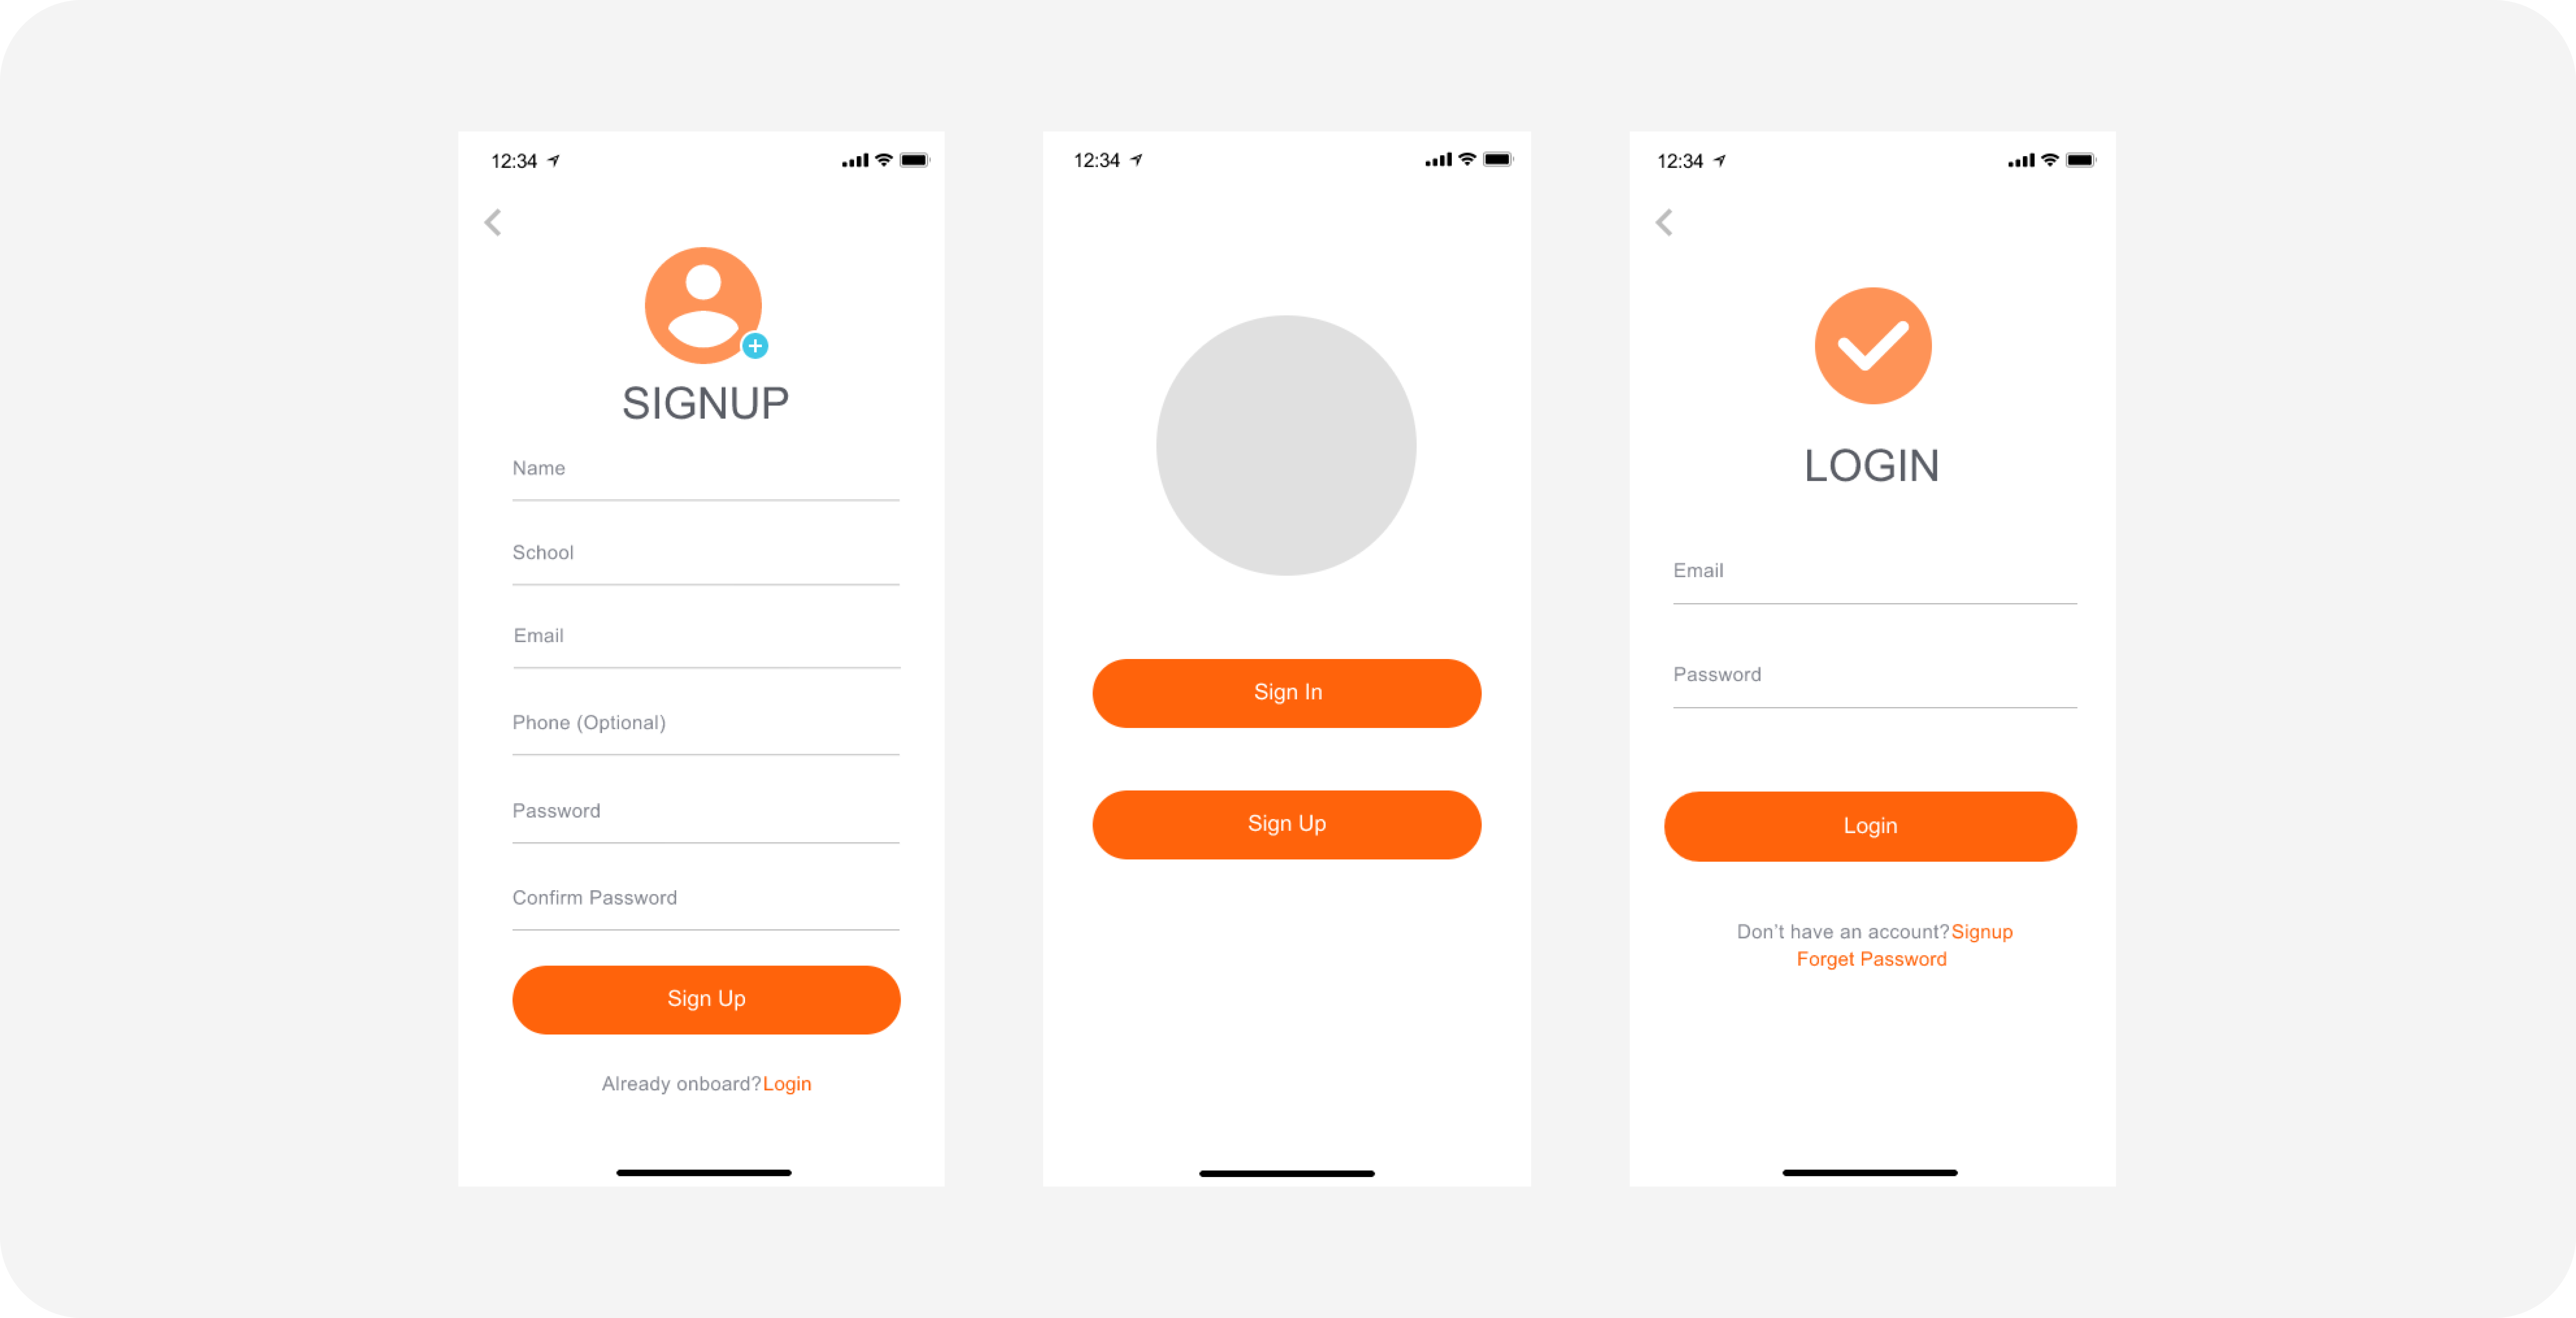 12:34
SIGNUP
Name
School
Email
Phone (Optional)
Password
Confirm Password
Sign Up
Already onboard?Login
12:34
Sign In
Sign Up
12:34
LOGIN
Email
Password
Login
Don't have an account?Signup
Forget Password